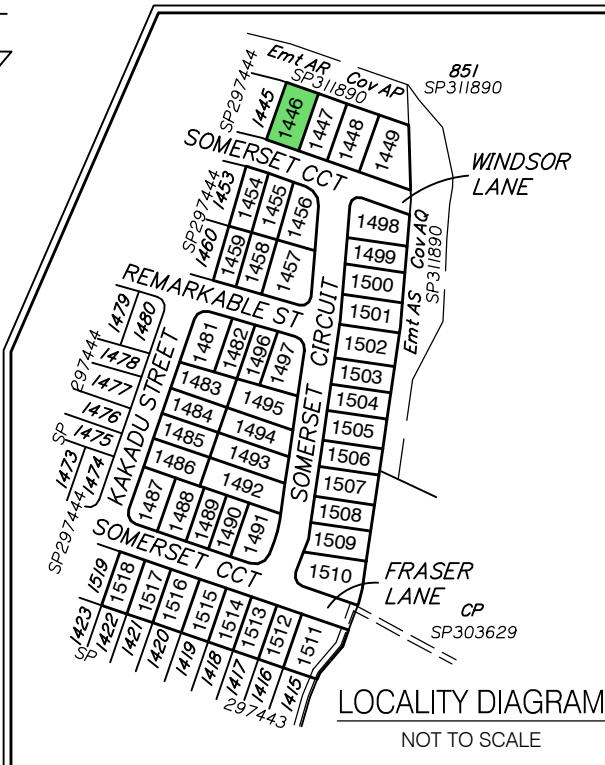 Emt AR
Cov AP
SP311890
851
SP311890
SP297444
1445
1446
1447
1448
1449
SOMERSET CCT
WINDSOR
LANE
SP297444
1453
1454
1455
1456
1460
1459
1458
1457
1498
1499
1500
1501
1502
1503
1504
1505
1506
1507
1508
1509
1510
Cov AQ
SP311890
Emt AS
REMARKABLE ST
SOMERSET CIRCUIT
1479
1480
1478
1477
1476
1475
1473
1474
297444
SP
SP297444
KAKADU STREET
1481
1482
1496
1497
1483
1495
1484
1494
1485
1493
1486
1492
1487
1488
1489
1490
1491
SOMERSET CCT
FRASER
LANE
CP
SP303629
1519
1518
1517
1516
1515
1514
1513
1512
1511
1423
1422
1421
1420
1419
1418
1417
1416
1415
SP
297443
LOCALITY DIAGRAM
NOT TO SCALE